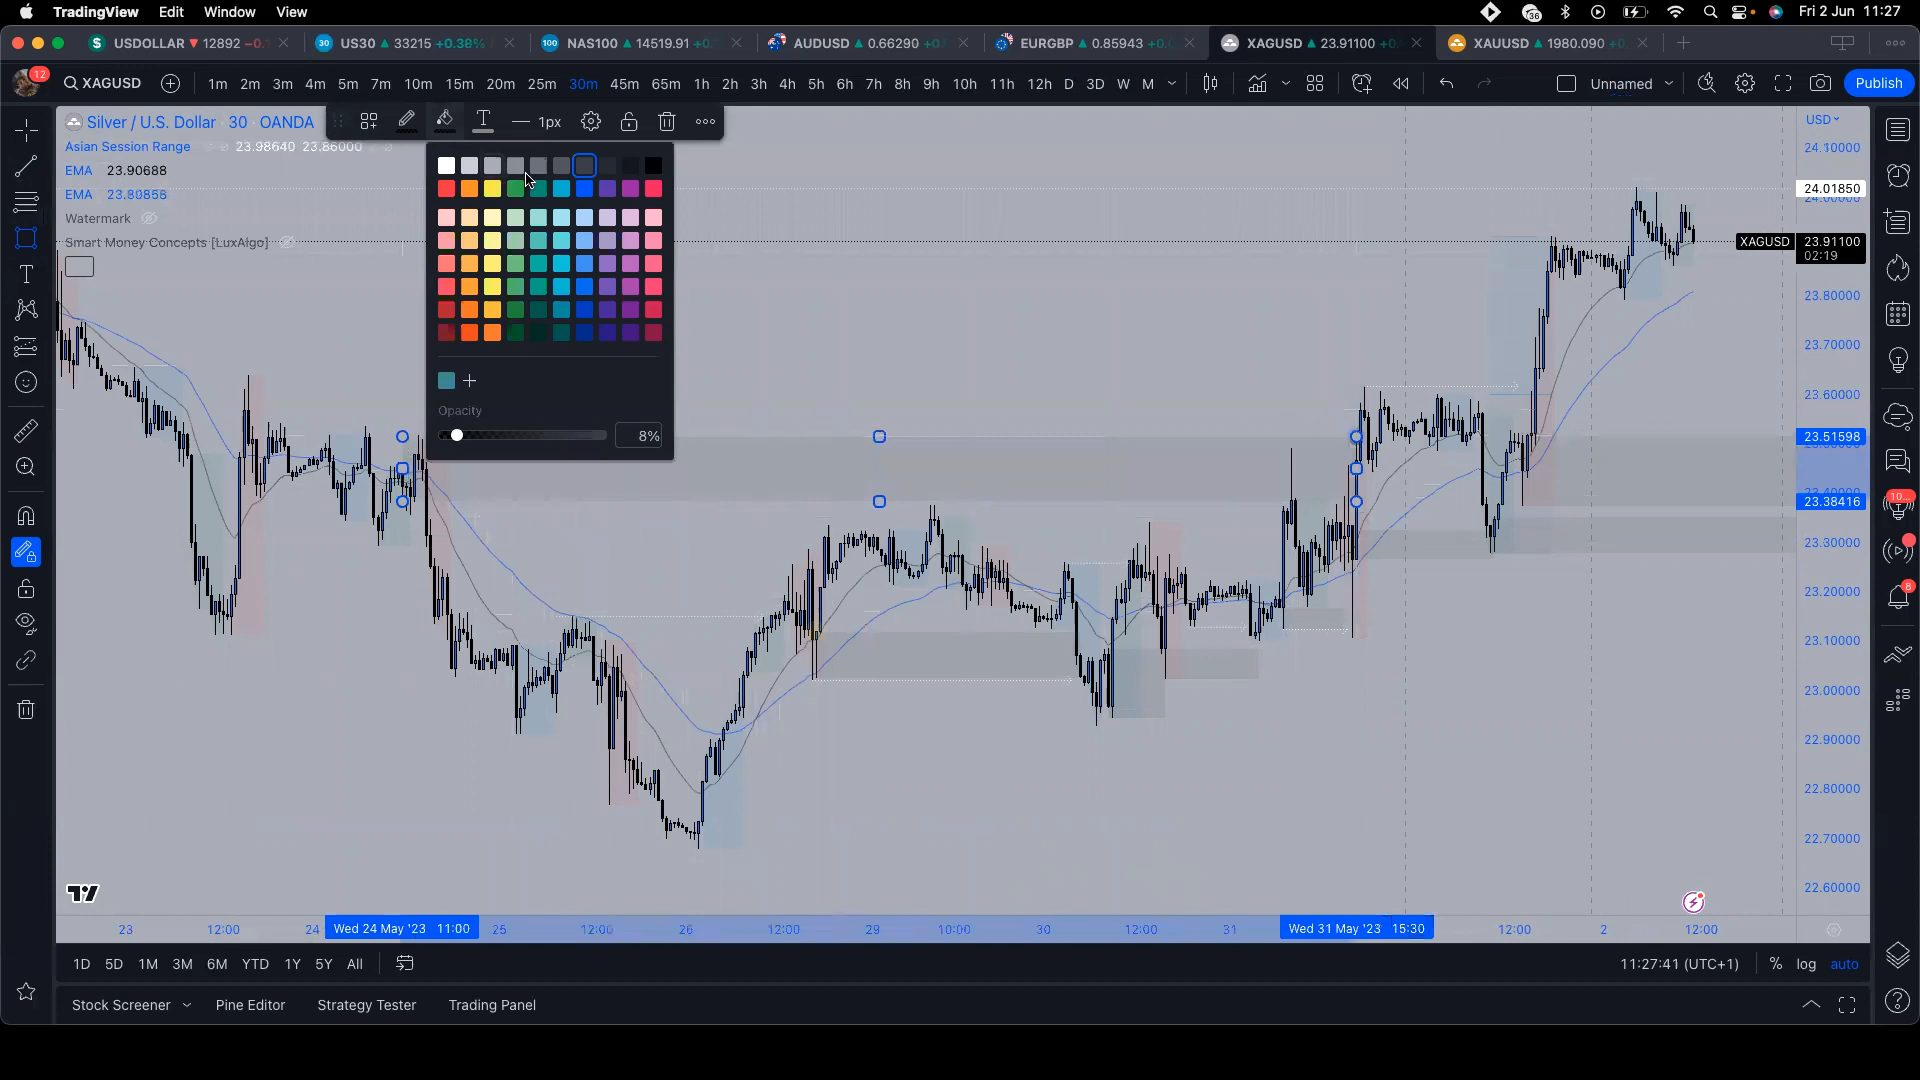 TradingView Edit Window View
36
Fri 2 Jun 11:27
USDOLLAR 12892
30 US30 33215 +0.38%
100 NAS100 14519.91
AUDUSD 0.66290
EURGBP 0.85943
XAGUSD 23.91100
XAUUSD 1980.090
12
XAGUSD
1m 2m 3m 4m 5m 7m 10m 15m 20m 25m 30m 45m 65m 1h 2h 3h 4h 5h 6h 7h 8h 9h 10h 11h 12h D 3D W M
Unnamed
Publish
Silver / U.S. Dollar 30 OANDA
T
1px
USD
Asian Session Range 23.98640 23.86000
24.10000
EMA 23.90688
EMA 23.80858
24.01850
24.00000
Watermark
Smart Money Concepts [LuxAlgo]
XAGUSD 23.91100
02:19
T
23.80000
23.70000
23.60000
Opacity
8%
23.51598
23.38416
10...
23.30000
23.20000
8
23.10000
23.00000
22.90000
22.80000
22.70000
22.60000
23 12:00 24 Wed 24 May '23 11:00 25 12:00 26 12:00 29 10:00 30 12:00 31 Wed 31 May '23 15:30 12:00 2 12:00
1D 5D 1M 3M 6M YTD 1Y 5Y All
11:27:41 (UTC+1) % log auto
Stock Screener Pine Editor Strategy Tester Trading Panel